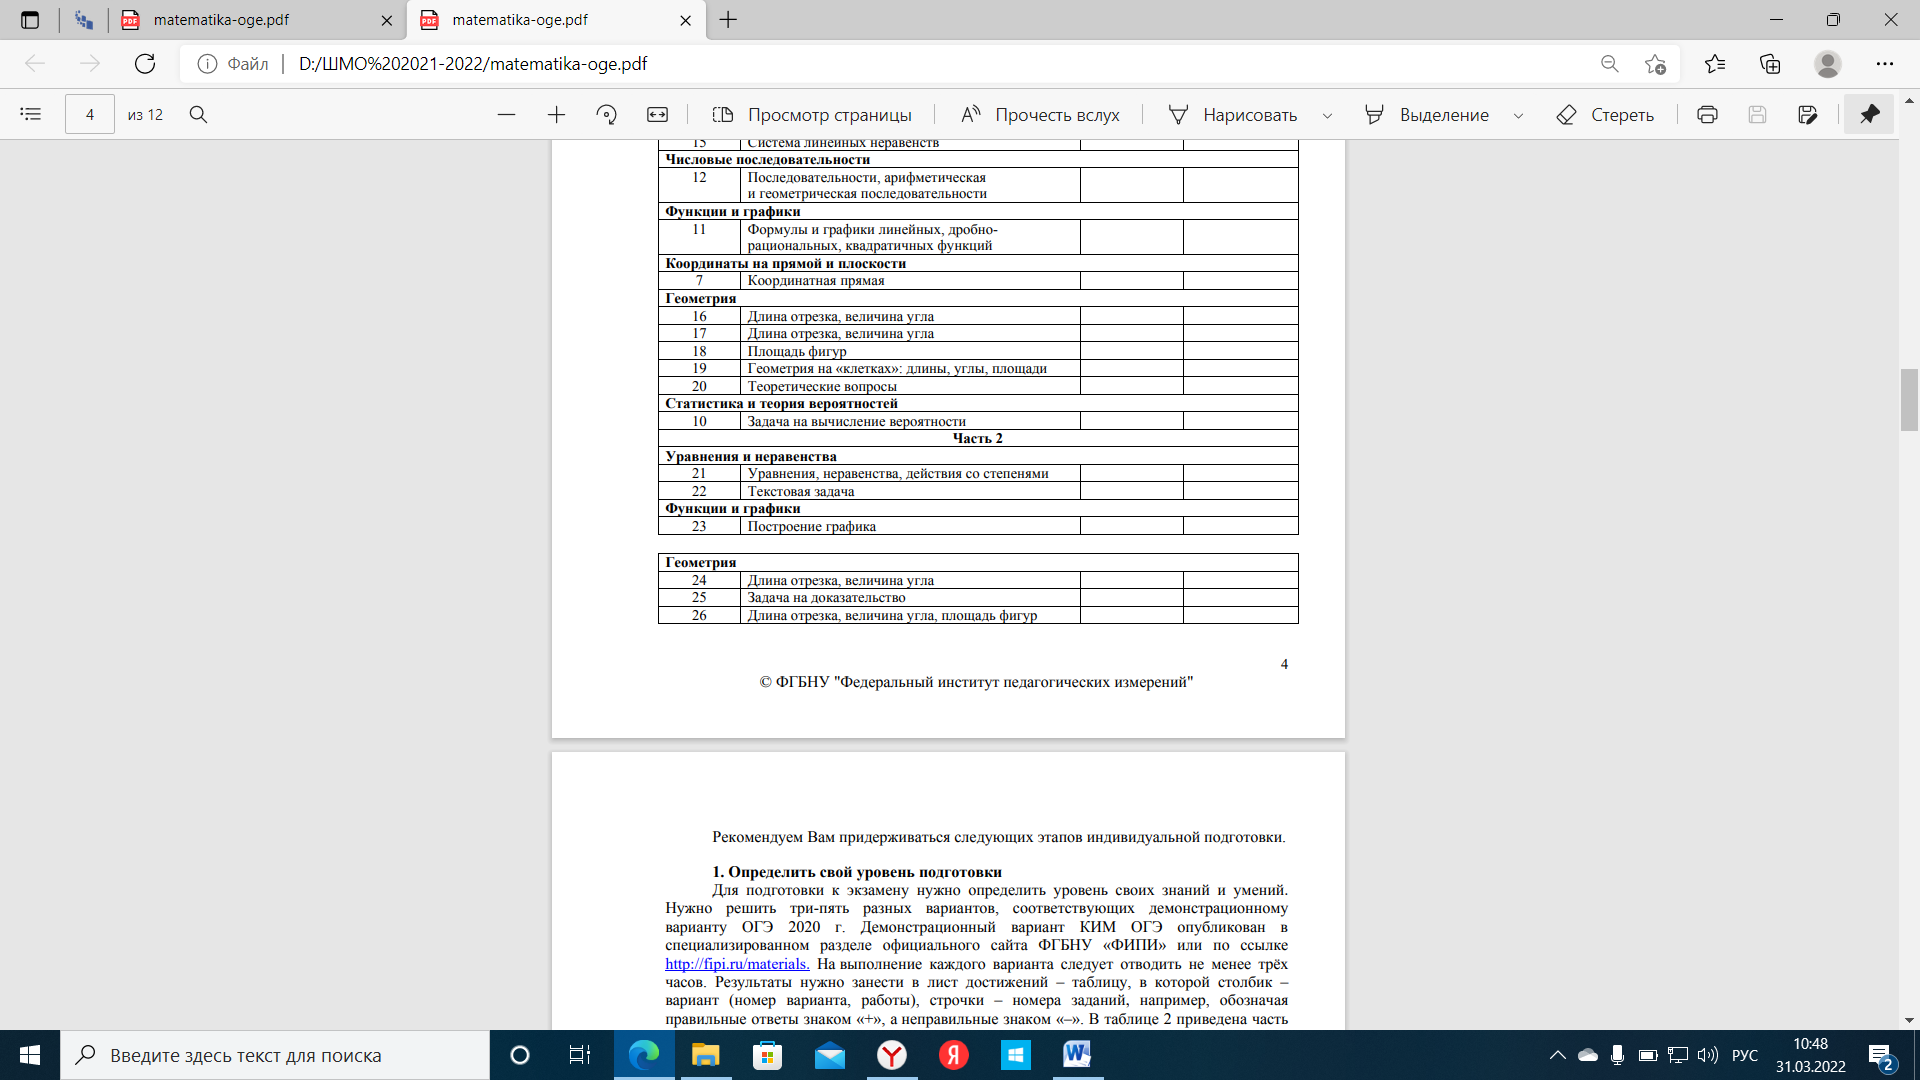 matematika-oge.pdf
matematika-oge.pdf
Файл
D:/ШМО%202021-2022/matematika-oge.pdf
4 из 12
Просмотр страницы
Прочесть вслух
Нарисовать
Выделение
Стереть
15 Система линейных неравенств
Числовые последовательности
12 Последовательности, арифметическая
и геометрическая последовательности
Функции и графики
11 Формулы и графики линейных, дробно-
рациональных, квадратичных функций
Координаты на прямой и плоскости
7 Координатная прямая
Геометрия
16 Длина отрезка, величина угла
17 Длина отрезка, величина угла
18 Площадь фигур
19 Геометрия на «клетках»: длины, углы, площади
20 Теоретические вопросы
Статистика и теория вероятностей
10 Задача на вычисление вероятности
Часть 2
Уравнения и неравенства
21 Уравнения, неравенства, действия со степенями
22 Текстовая задача
Функции и графики
23 Построение графика
Геометрия
24 Длина отрезка, величина угла
25 Задача на доказательство
26 Длина отрезка, величина угла, площадь фигур
4
© ФГБНУ "Федеральный институт педагогических измерений"
Рекомендуем Вам придерживаться следующих этапов индивидуальной подготовки.
1. Определить свой уровень подготовки
Для подготовки к экзамену нужно определить уровень своих знаний и умений.
Нужно решить три-пять разных вариантов, соответствующих демонстрационному
варианту ОГЭ 2020 г. Демонстрационный вариант КИМ ОГЭ опубликован в
специализированном разделе официального сайта ФГБНУ «ФИПИ» или по ссылке
http://fipi.ru/materials. На выполнение каждого варианта следует отводить не менее трёх
часов. Результаты нужно занести в лист достижений – таблицу, в которой столбик –
вариант (номер варианта, работы), строчки – номера заданий, например, обозначая
правильные ответы знаком «+», а неправильные знаком «–». В таблице 2 приведена часть
Введите здесь текст для поиска
РУС
10:48
31.03.2022
2